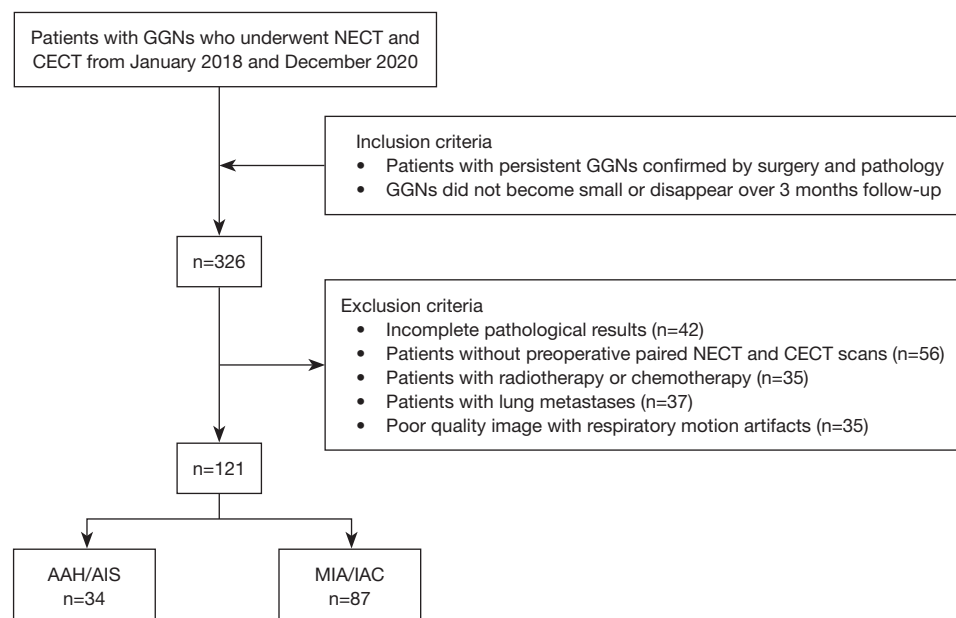 Patients with GGNs who underwent NECT and
CECT from January 2018 and December 2020
Inclusion criteria
• Patients with persistent GGNs confirmed by surgery and pathology
• GGNs did not become small or disappear over 3 months follow-up
n=326
Exclusion criteria
• Incomplete pathological results (n=42)
• Patients without preoperative paired NECT and CECT scans (n=56)
• Patients with radiotherapy or chemotherapy (n=35)
• Patients with lung metastases (n=37)
• Poor quality image with respiratory motion artifacts (n=35)
n=121
AAH/AIS
n=34
MIA/IAC
n=87